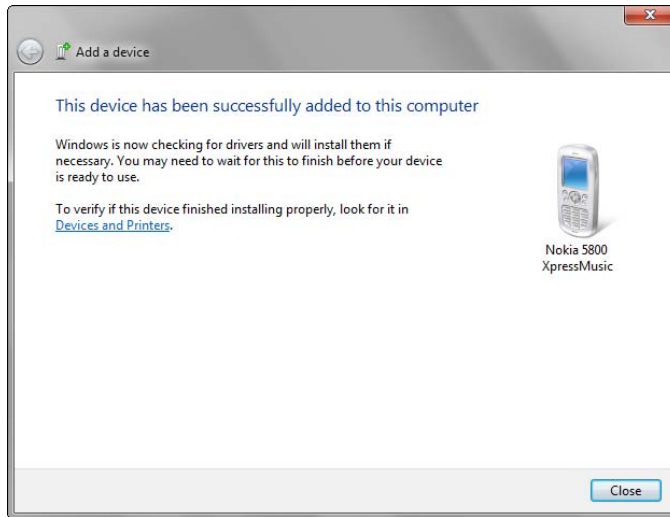 Add a device
This device has been successfully added to this computer
Windows is now checking for drivers and will install them if
necessary. You may need to wait for this to finish before your device
is ready to use.
To verify if this device finished installing properly, look for it in
Devices and Printers.
Nokia 5800
XpressMusic
Close